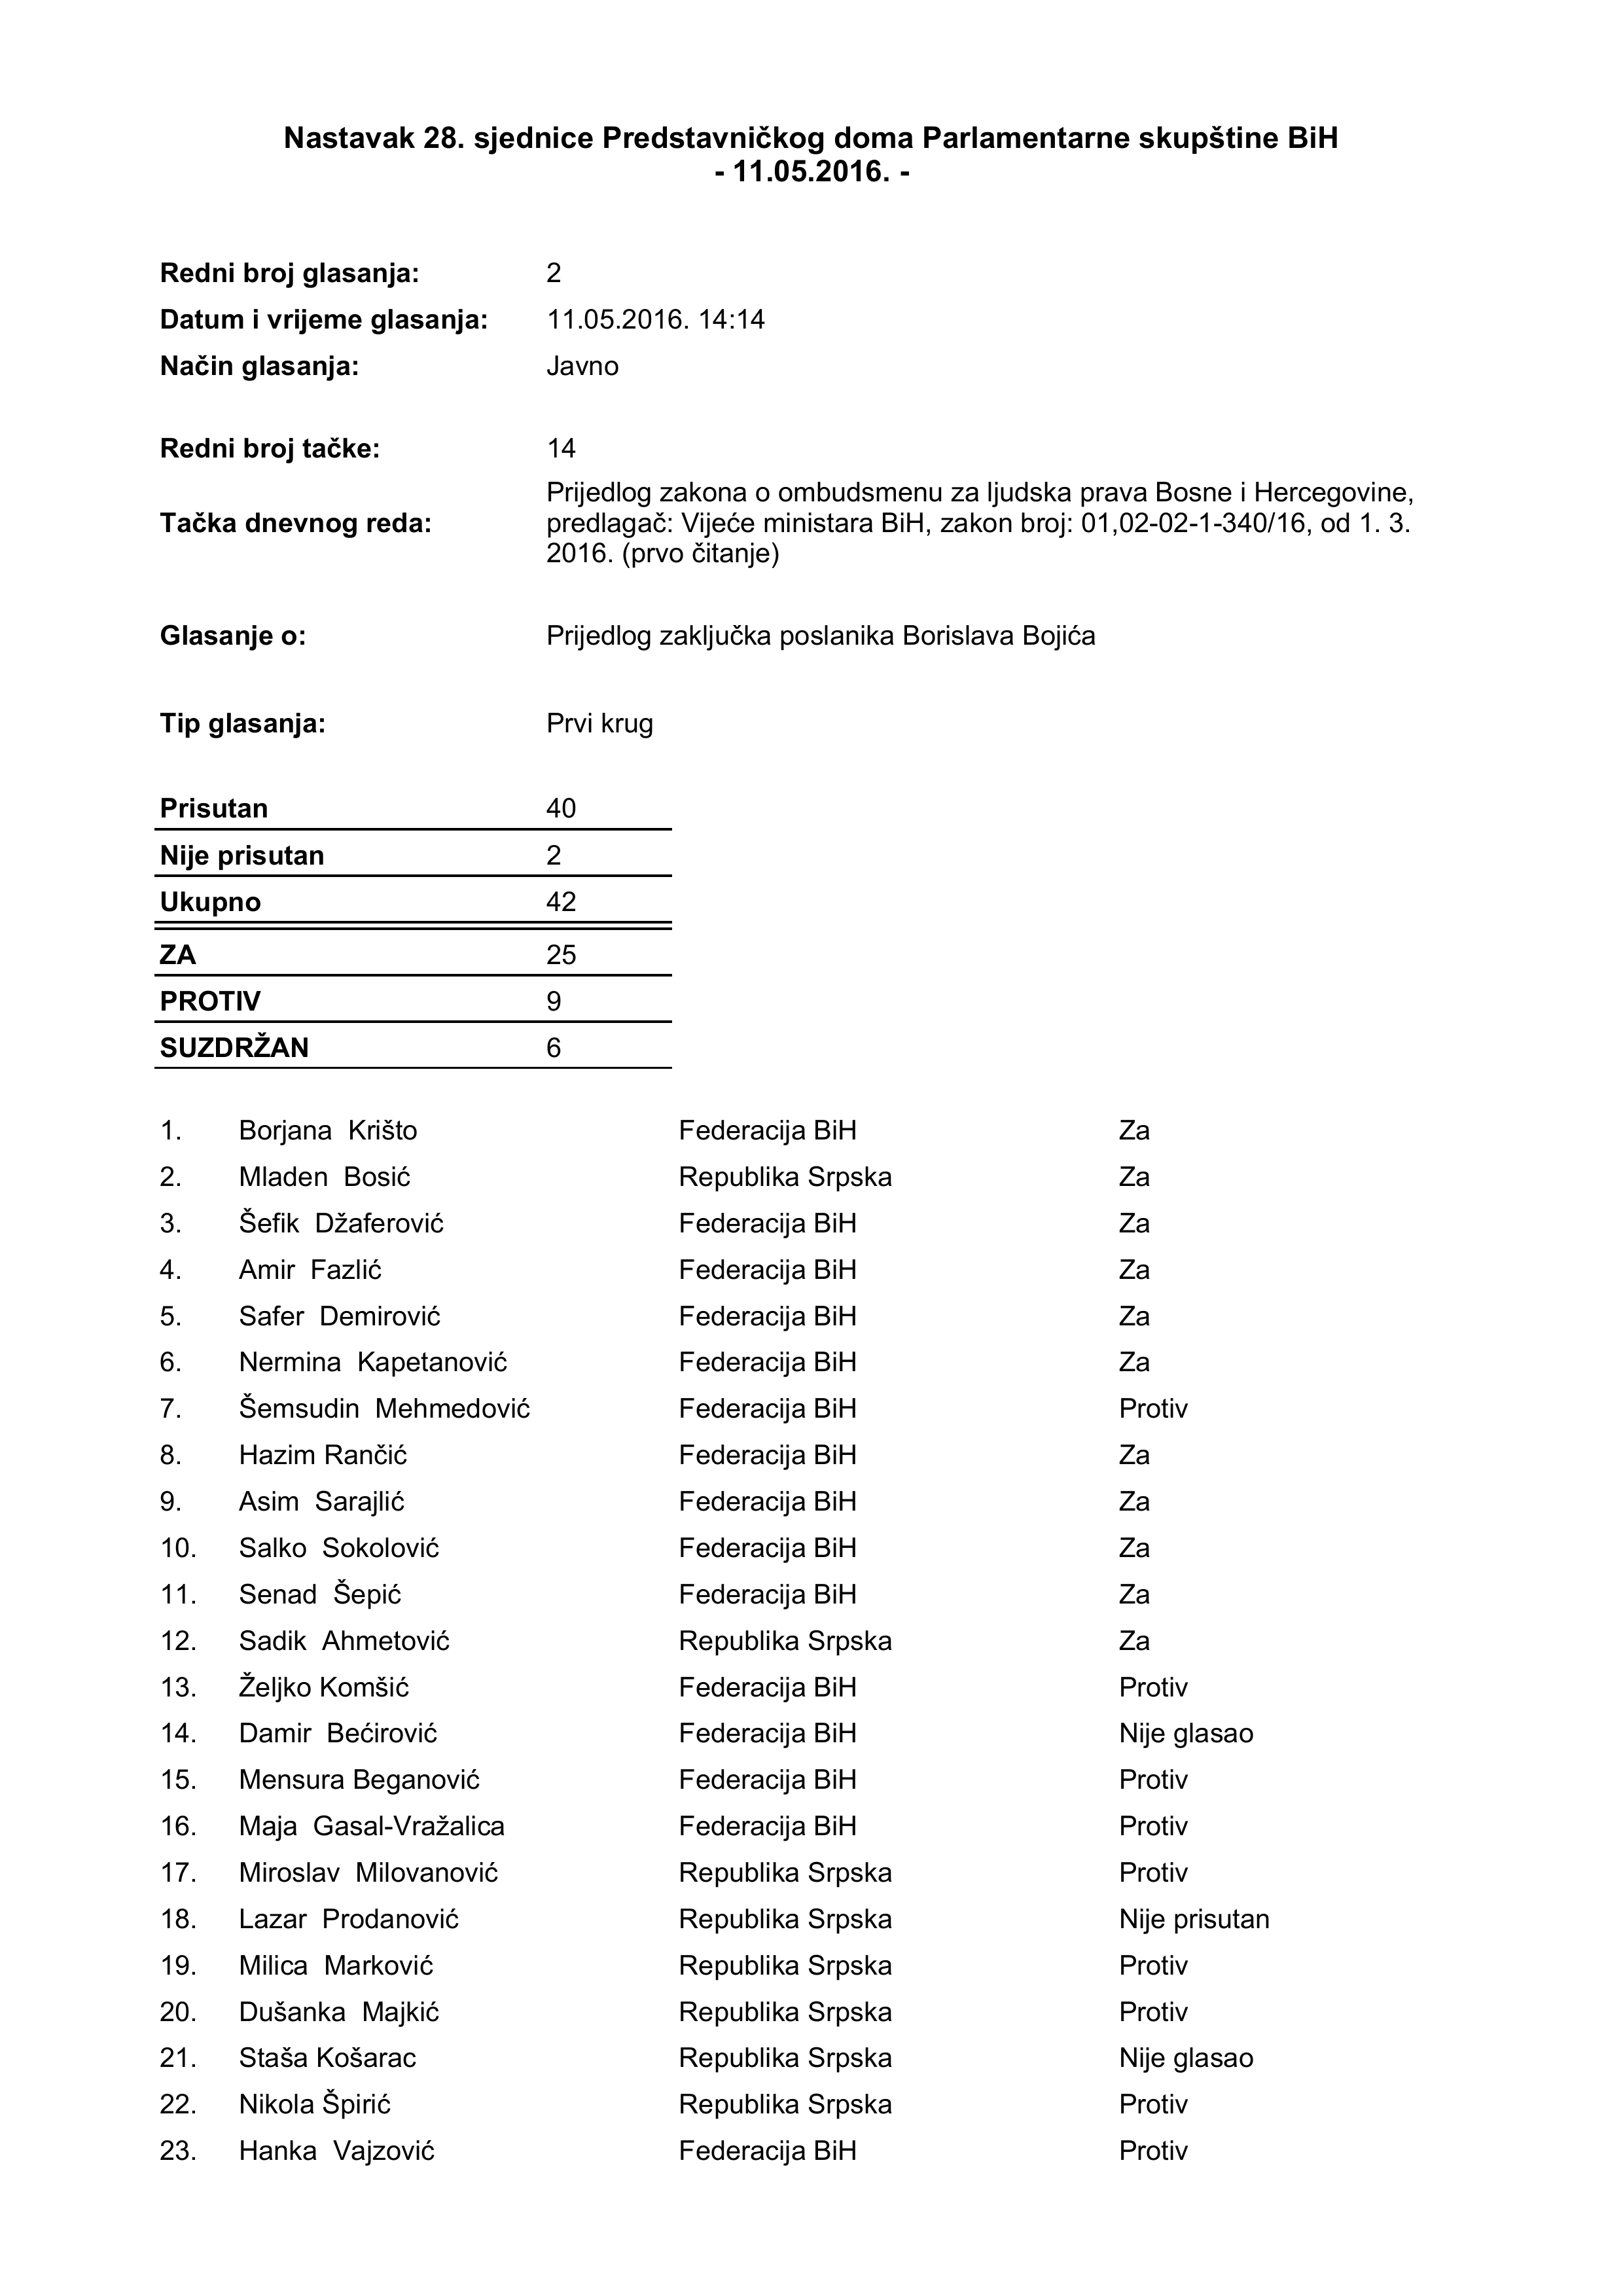 Nastavak 28. sjednice Predstavničkog doma Parlamentarne skupštine BiH
- 11.05.2016. -
Redni broj glasanja: 2
Datum i vrijeme glasanja: 11.05.2016. 14:14
Način glasanja: Javno
Redni broj tačke: 14
Tačka dnevnog reda: Prijedlog zakona o ombudsmenu za ljudska prava Bosne i Hercegovine,
predlagač: Vijeće ministara BiH, zakon broj: 01,02-02-1-340/16, od 1. 3.
2016. (prvo čitanje)
Glasanje o: Prijedlog zaključka poslanika Borislava Bojića
Tip glasanja: Prvi krug
Prisutan 40
Nije prisutan 2
Ukupno 42
ZA 25
PROTIV 9
SUZDRŽAN 6
1. Borjana Krišto Federacija BiH Za
2. Mladen Bosić Republika Srpska Za
3. Šefik Džaferović Federacija BiH Za
4. Amir Fazlić Federacija BiH Za
5. Safer Demirović Federacija BiH Za
6. Nermina Kapetanović Federacija BiH Za
7. Šemsudin Mehmedović Federacija BiH Protiv
8. Hazim Rančić Federacija BiH Za
9. Asim Sarajlić Federacija BiH Za
10. Salko Sokolović Federacija BiH Za
11. Senad Šepić Federacija BiH Za
12. Sadik Ahmetović Republika Srpska Za
13. Željko Komšić Federacija BiH Protiv
14. Damir Bećirović Federacija BiH Nije glasao
15. Mensura Beganović Federacija BiH Protiv
16. Maja Gasal-Vražalica Federacija BiH Protiv
17. Miroslav Milovanović Republika Srpska Protiv
18. Lazar Prodanović Republika Srpska Nije prisutan
19. Milica Marković Republika Srpska Protiv
20. Dušanka Majkić Republika Srpska Protiv
21. Staša Košarac Republika Srpska Nije glasao
22. Nikola Špirić Republika Srpska Protiv
23. Hanka Vajzović Federacija BiH Protiv